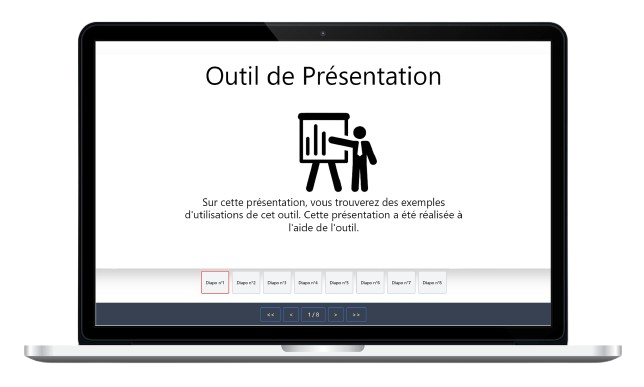 Outil de Présentation
Sur cette présentation, vous trouverez des exemples
d'utilisations de cet outil. Cette présentation a été réalisée à
l'aide de l'outil.
Diapo n°1 Diapo n°2 Diapo n°3 Diapo n°4 Diapo n°5 Diapo n°6 Diapo n°7 Diapo n°8
<< < 1 / 8 > >>